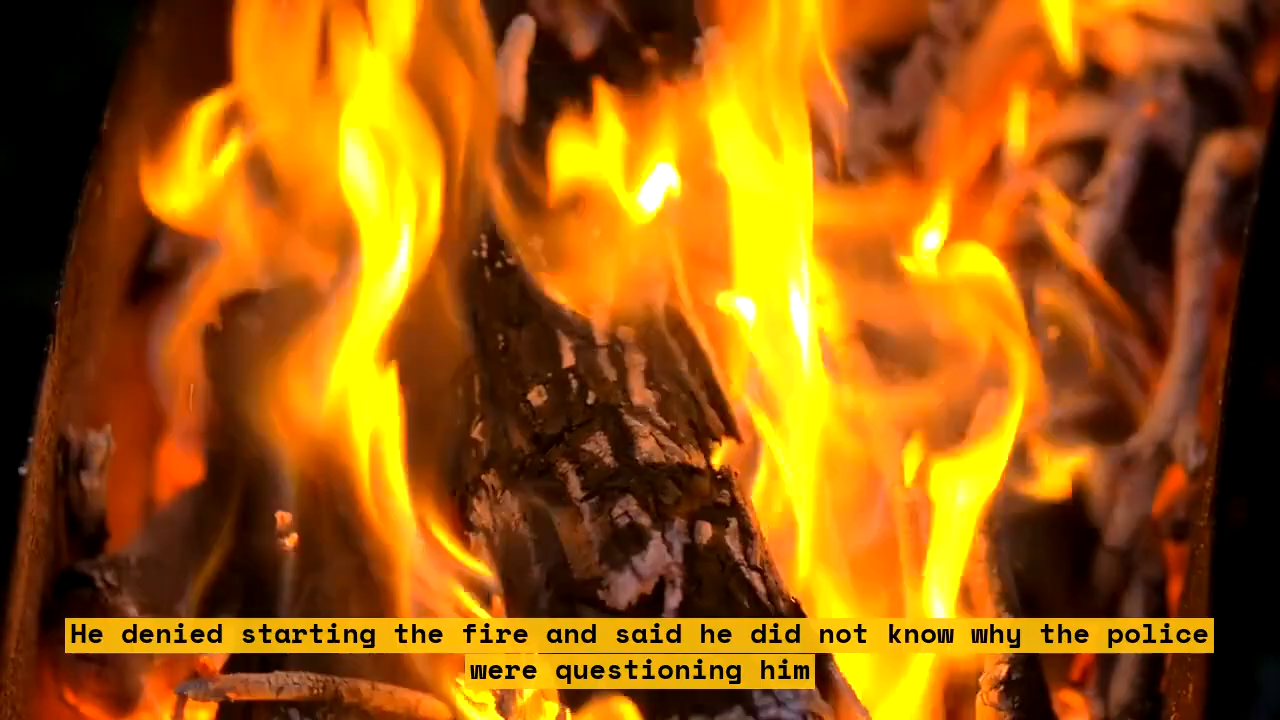 He denied starting the fire and said he did not know why the police
were questioning him